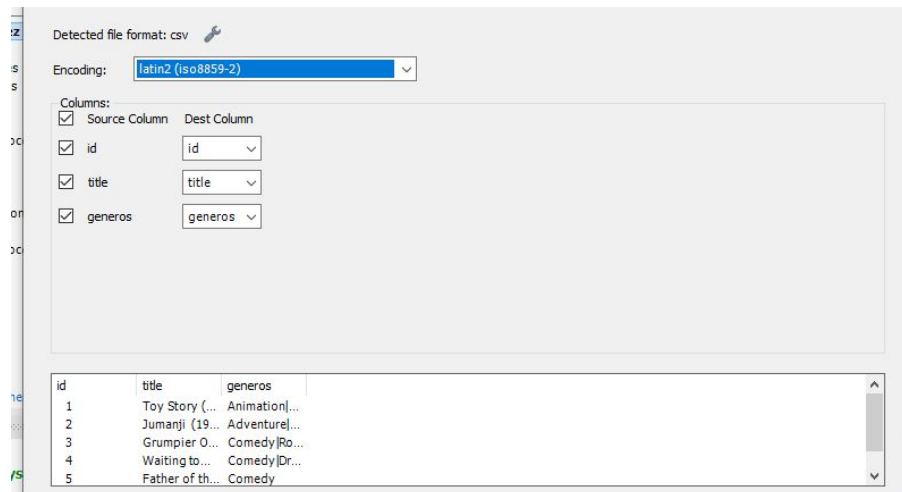 Detected file format: csv
Encoding: latin2 (iso8859-2)
Columns:
Source Column Dest Column
id id
title title
generos generos
id title generos
1 Toy Story (... Animation|...
2 Jumanji (19... Adventure|...
3 Grumpier O... Comedy|Ro...
4 Waiting to... Comedy|Dr...
5 Father of th... Comedy